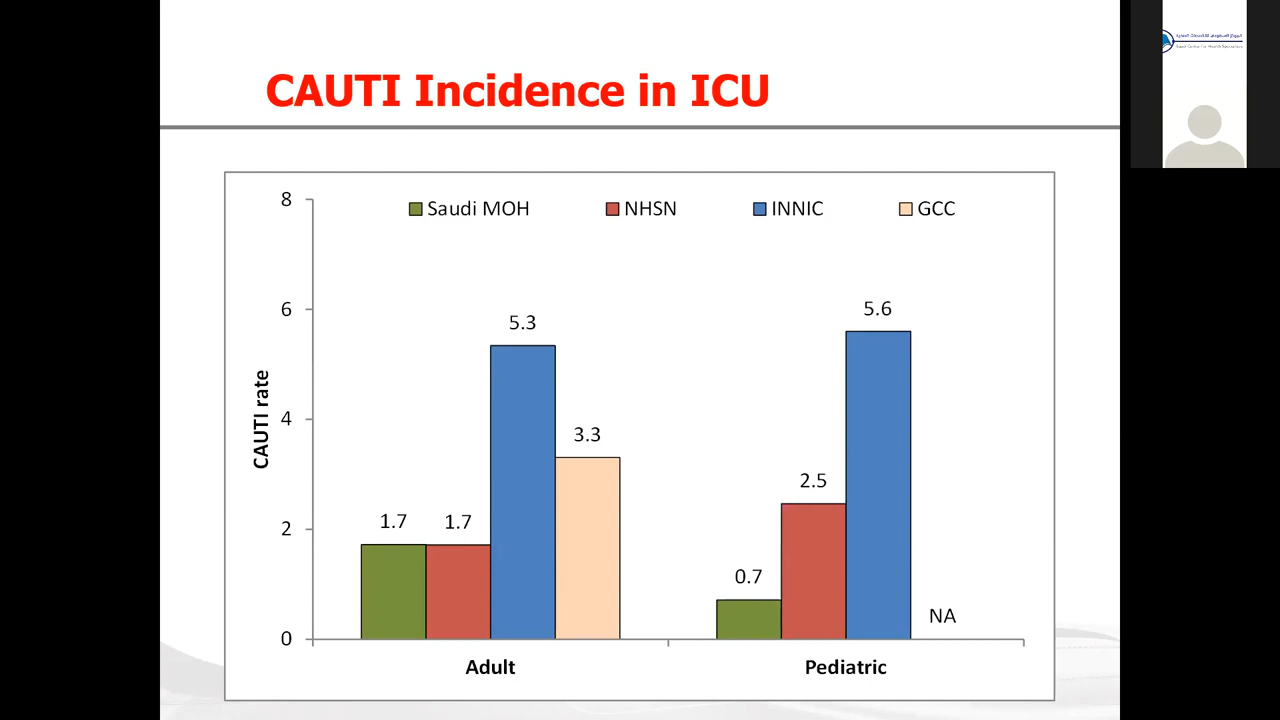 CAUTI Incidence in ICU
Saudi MOH
NHSN
INNIC
GCC
CAUTI rate
8
6
4
2
0
1.7
1.7
5.3
3.3
0.7
2.5
5.6
NA
Adult
Pediatric